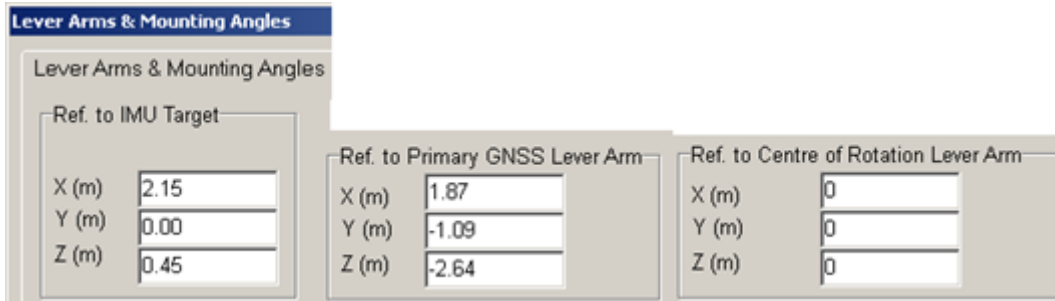 Lever Arms & Mounting Angles
Lever Arms & Mounting Angles
Ref. to IMU Target
X (m) 2.15
Y (m) 0.00
Z (m) 0.45
Ref. to Primary GNSS Lever Arm
X (m) 1.87
Y (m) -1.09
Z (m) -2.64
Ref. to Centre of Rotation Lever Arm
X (m) 0
Y (m) 0
Z (m) 0